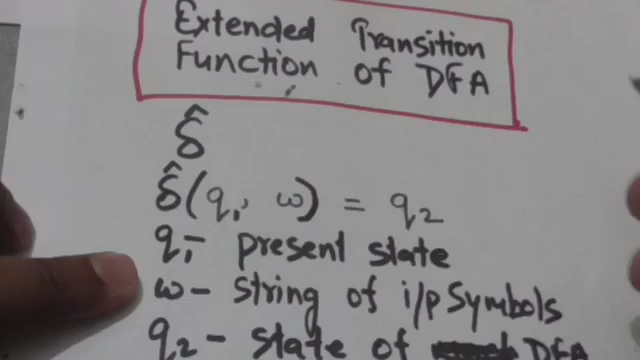 Extended Transition
Function of DFA
δ̂
δ̂(q₁, ω) = q₂
q₁- present state
ω- string of i/p Symbols
q₂- state of DFA